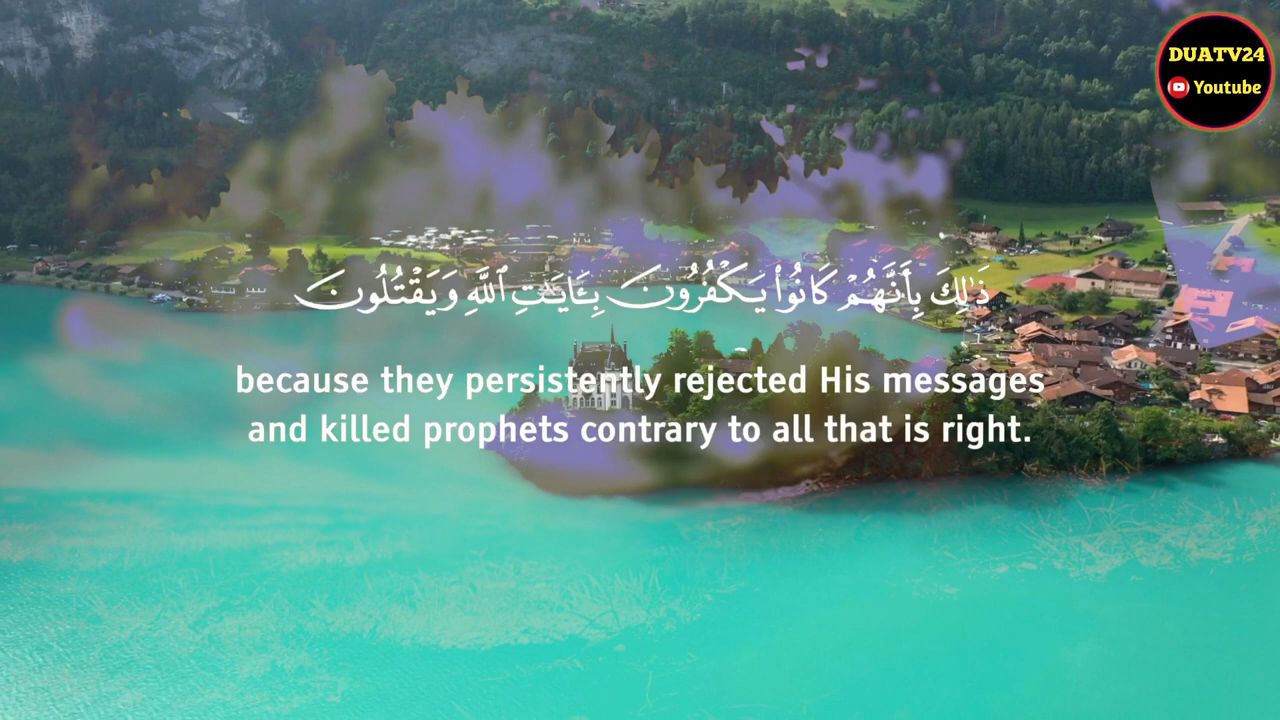 DUATV24
Youtube
ذَٰلِكَ بِأَنَّهُمْ كَانُوا۟ يَكْفُرُونَ بِـَٔايَـٰتِ ٱللَّهِ وَيَقْتُلُونَ
because they persistently rejected His messages
and killed prophets contrary to all that is right.